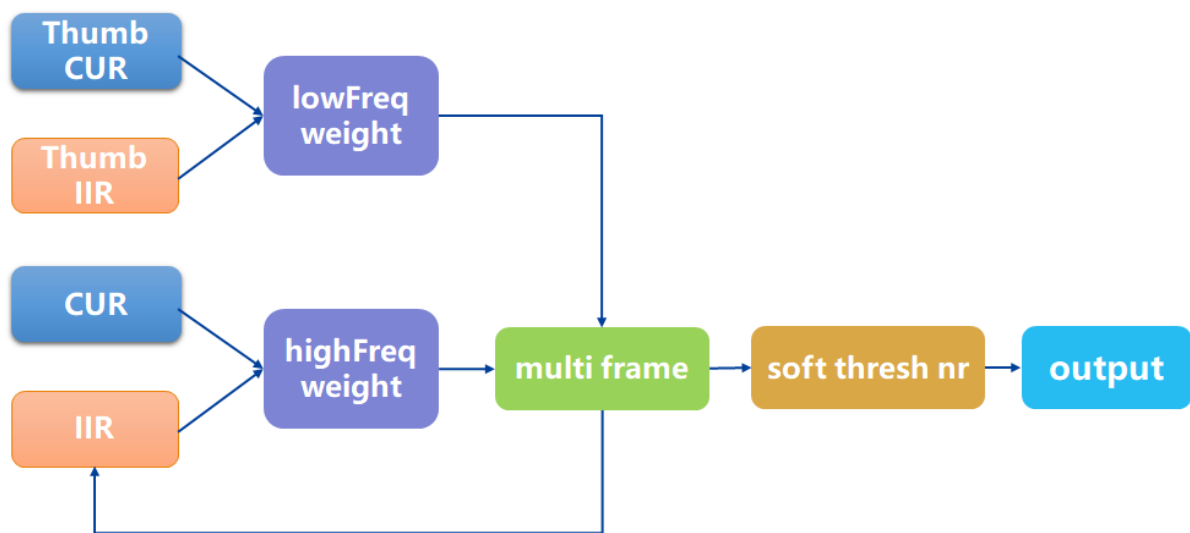 Thumb
CUR
Thumb
IIR
lowFreq
weight
CUR
IIR
highFreq
weight
multi frame
soft thresh nr
output